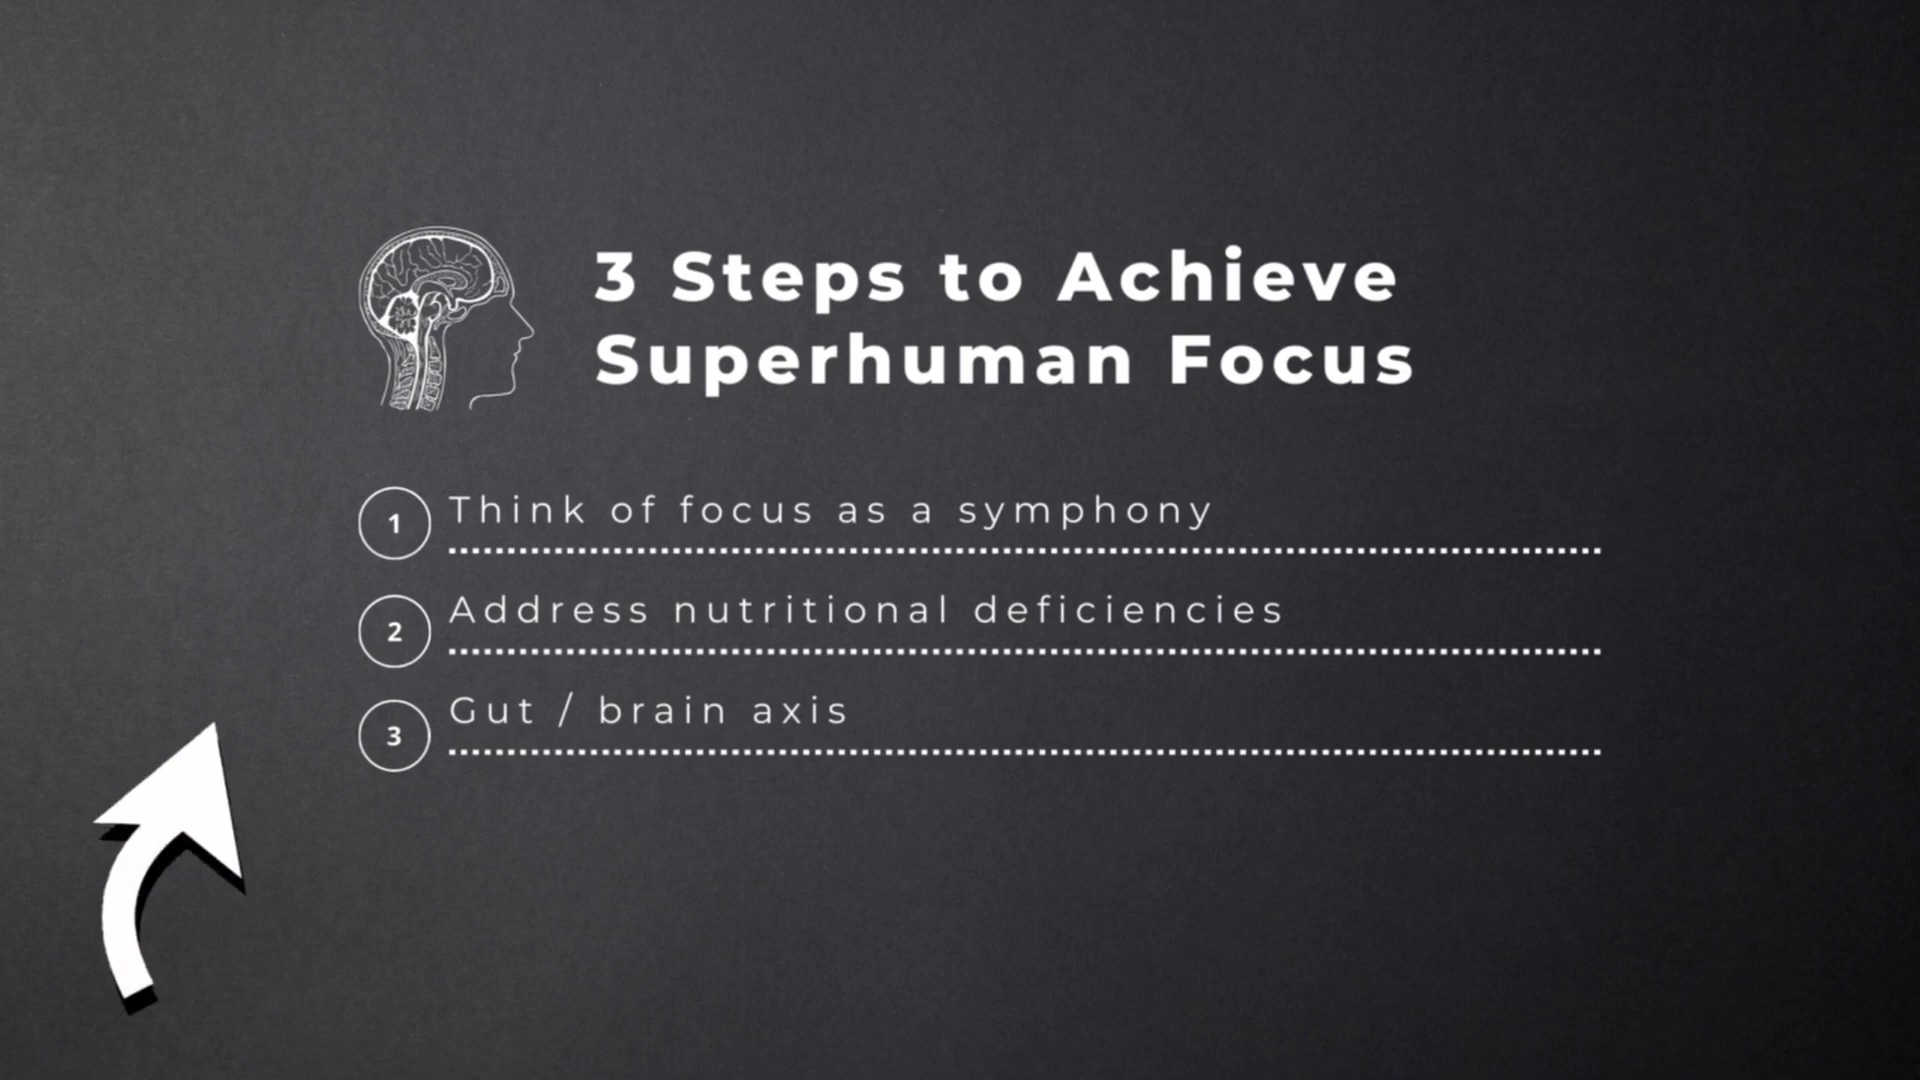 3 Steps to Achieve
Superhuman Focus
1 Think of focus as a symphony
2 Address nutritional deficiencies
3 Gut / brain axis